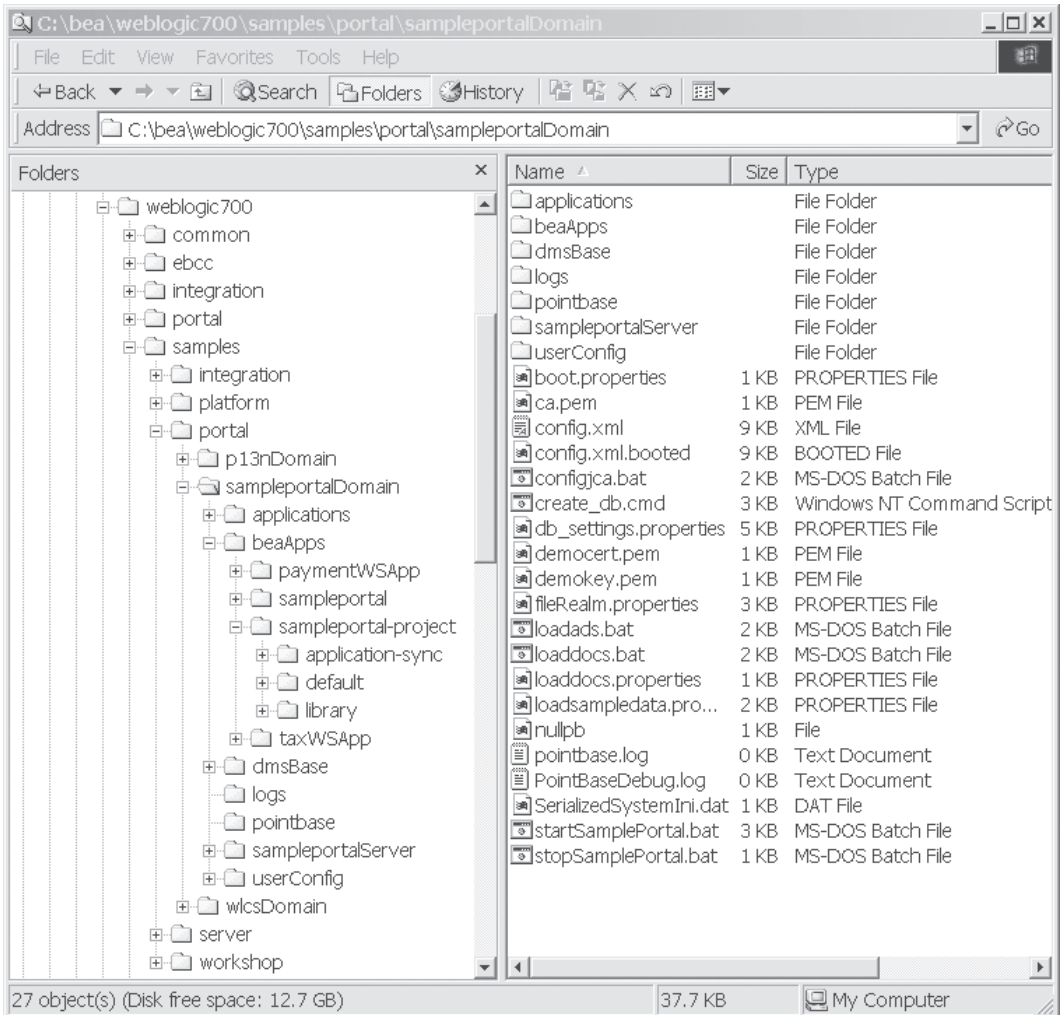 C:\bea\weblogic700\samples\portal\sampleportalDomain
File Edit View Favorites Tools Help
Back Search Folders History
Address C:\bea\weblogic700\samples\portal\sampleportalDomain Go
Folders
weblogic700
common
ebcc
integration
portal
samples
integration
platform
portal
p13nDomain
sampleportalDomain
applications
beaApps
paymentWSApp
sampleportal
sampleportal-project
application-sync
default
library
taxWSApp
dmsBase
logs
pointbase
sampleportalServer
userConfig
wlcsDomain
server
workshop
Name Size Type
applications File Folder
beaApps File Folder
dmsBase File Folder
logs File Folder
pointbase File Folder
sampleportalServer File Folder
userConfig File Folder
boot.properties 1 KB PROPERTIES File
ca.pem 1 KB PEM File
config.xml 9 KB XML File
config.xml.booted 9 KB BOOTED File
configjca.bat 2 KB MS-DOS Batch File
create_db.cmd 3 KB Windows NT Command Script
db_settings.properties 5 KB PROPERTIES File
democert.pem 1 KB PEM File
demokey.pem 1 KB PEM File
fileRealm.properties 3 KB PROPERTIES File
loadads.bat 2 KB MS-DOS Batch File
loaddocs.bat 2 KB MS-DOS Batch File
loaddocs.properties 1 KB PROPERTIES File
loadsampledata.pro... 2 KB PROPERTIES File
nullpb 1 KB File
pointbase.log 0 KB Text Document
PointBaseDebug.log 0 KB Text Document
SerializedSystemIni.dat 1 KB DAT File
startSamplePortal.bat 3 KB MS-DOS Batch File
stopSamplePortal.bat 1 KB MS-DOS Batch File
27 object(s) (Disk free space: 12.7 GB) 37.7 KB My Computer